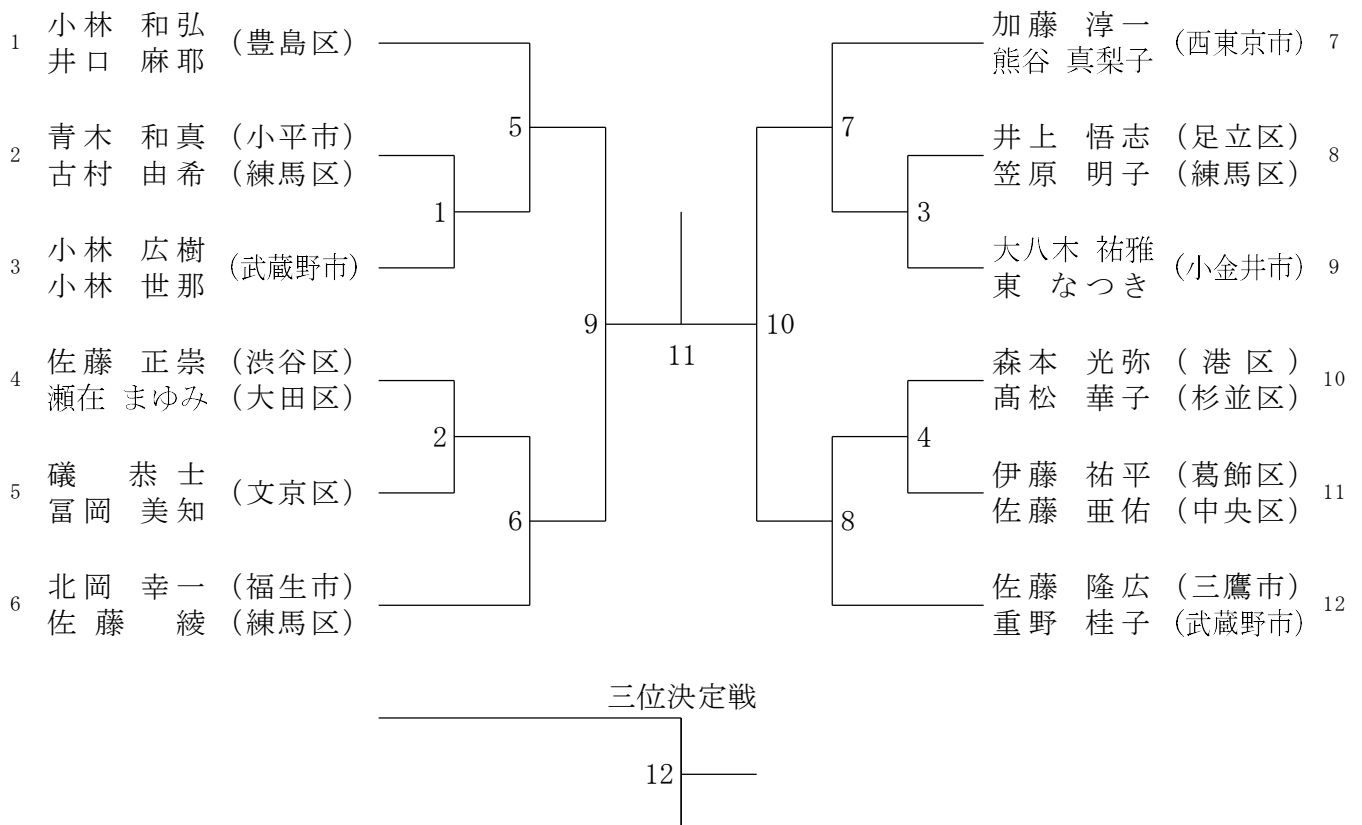 1 小林 和弘 (豊島区)
井口 麻耶
2 青木 和真 (小平市)
古村 由希 (練馬区)
3 小林 広樹 (武蔵野市)
小林 世那
4 佐藤 正崇 (渋谷区)
瀬在 まゆみ (大田区)
5 礒 恭士 (文京区)
冨岡 美知
6 北岡 幸一 (福生市)
佐藤 綾 (練馬区)
5
1
9
2
6
11
7
3
10
4
8
加藤 淳一 (西東京市) 7
熊谷 真梨子
井上 悟志 (足立区) 8
笠原 明子 (練馬区)
大八木 祐雅 (小金井市) 9
東 なつき
森本 光弥 (港区) 10
髙松 華子 (杉並区)
伊藤 祐平 (葛飾区) 11
佐藤 亜佑 (中央区)
佐藤 隆広 (三鷹市) 12
重野 桂子 (武蔵野市)
三位決定戦
12